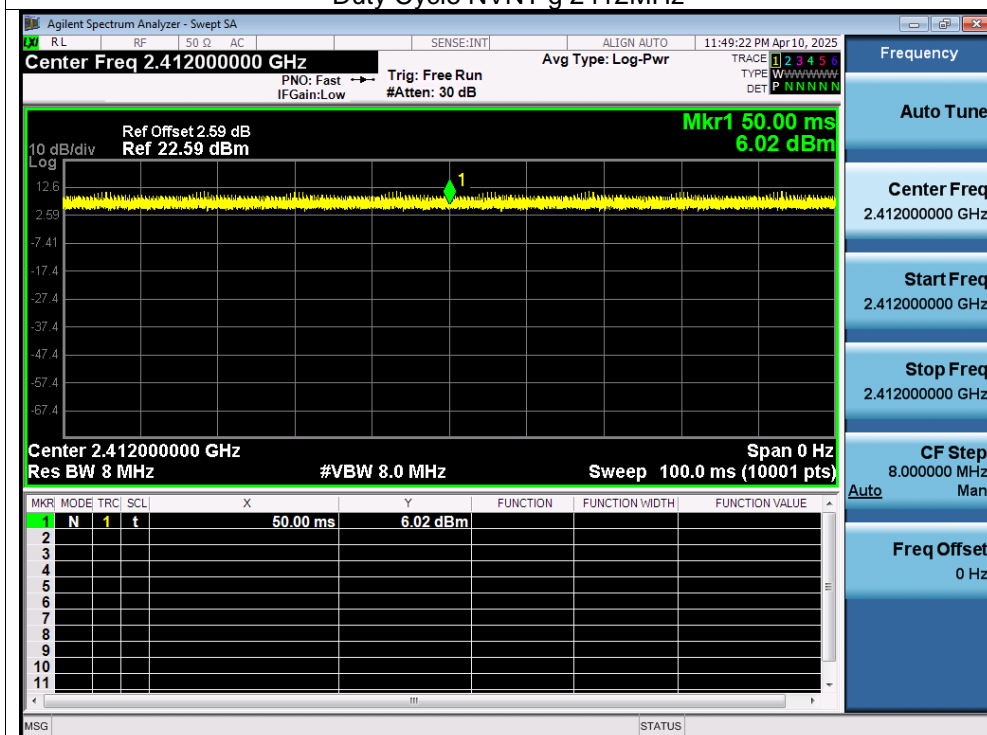 Duty Cycle NVNT g 2412MHz
Agilent Spectrum Analyzer - Swept SA
LXI RL RF 50 Ω AC SENSE:INT ALIGN AUTO 11:49:22 PM Apr 10, 2025
Center Freq 2.412000000 GHz Avg Type: Log-Pwr TRACE 1 2 3 4 5 6
PNO: Fast Trig: Free Run TYPE WWWWWW
IFGain:Low #Atten: 30 dB DET P N N N N N
Frequency
Auto Tune
Center Freq
2.412000000 GHz
Start Freq
2.412000000 GHz
Stop Freq
2.412000000 GHz
CF Step
8.000000 MHz
Auto Man
Freq Offset
0 Hz
Mkr1 50.00 ms
6.02 dBm
Ref Offset 2.59 dB
10 dB/div Ref 22.59 dBm
Log
1
12.6
2.59
-7.41
-17.4
-27.4
-37.4
-47.4
-57.4
-67.4
Center 2.412000000 GHz Span 0 Hz
Res BW 8 MHz #VBW 8.0 MHz Sweep 100.0 ms (10001 pts)
MKR MODE TRC SCL X Y FUNCTION FUNCTION WIDTH FUNCTION VALUE
1 N 1 t 50.00 ms 6.02 dBm
2
3
4
5
6
7
8
9
10
11
MSG STATUS